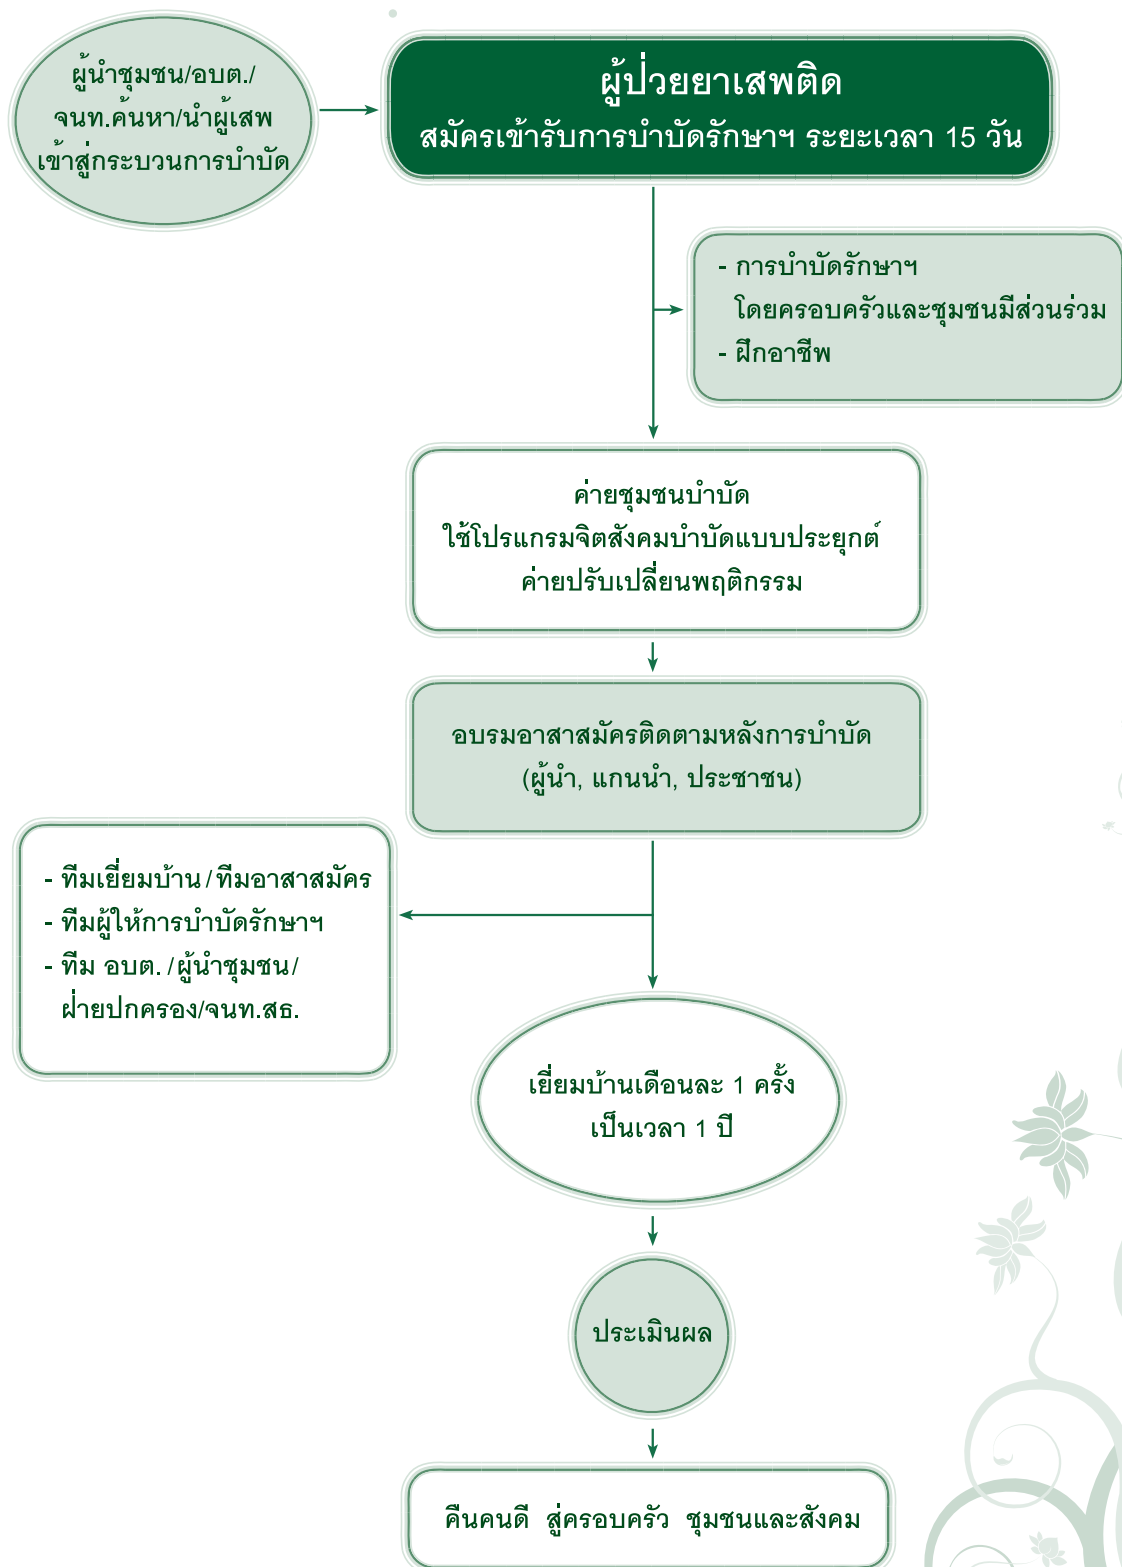 ผู้นำชุมชน/อบต./
จนท.ค้นหา/นำผู้เสพ
เข้าสู่กระบวนการบำบัด
ผู้ป่วยยาเสพติด
สมัครเข้ารับการบำบัดรักษาฯ ระยะเวลา 15 วัน
- การบำบัดรักษาฯ
โดยครอบครัวและชุมชนมีส่วนร่วม
- ฝึกอาชีพ
ค่ายชุมชนบำบัด
ใช้โปรแกรมจิตสังคมบำบัดแบบประยุกต์
ค่ายปรับเปลี่ยนพฤติกรรม
อบรมอาสาสมัครติดตามหลังการบำบัด
(ผู้นำ, แกนนำ, ประชาชน)
- ทีมเยี่ยมบ้าน/ทีมอาสาสมัคร
- ทีมผู้ให้การบำบัดรักษาฯ
- ทีม อบต./ผู้นำชุมชน/
ฝ่ายปกครอง/จนท.สธ.
เยี่ยมบ้านเดือนละ 1 ครั้ง
เป็นเวลา 1 ปี
ประเมินผล
คืนคนดี สู่ครอบครัว ชุมชนและสังคม